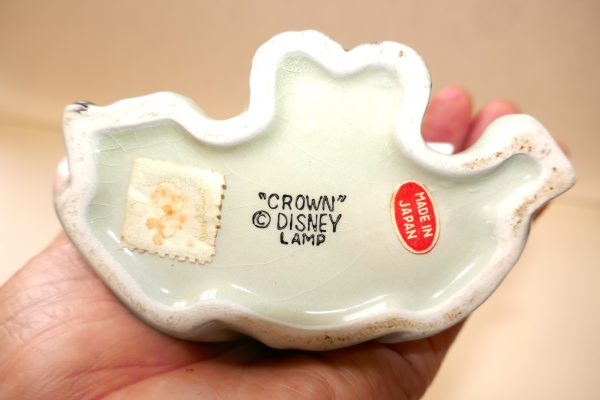 "CROWN"
© DISNEY
LAMP
MADE IN
JAPAN